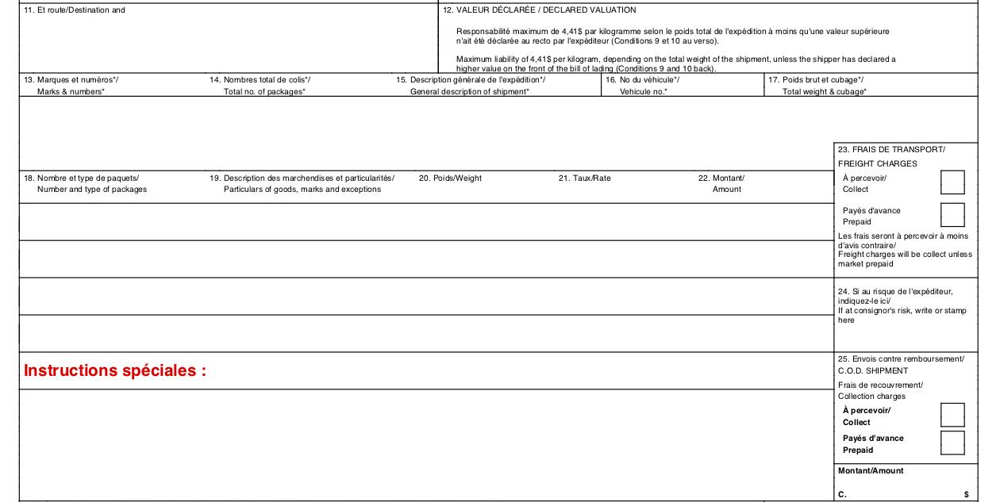 11. Et route/Destination and
12. VALEUR DÉCLARÉE / DECLARED VALUATION
Responsabilité maximum de 4,41$ par kilogramme selon le poids total de l'expédition à moins qu'une valeur supérieure
n'ait été déclarée au recto par l'expéditeur (Conditions 9 et 10 au verso).
Maximum liability of 4,41$ per kilogram, depending on the total weight of the shipment, unless the shipper has declared a
higher value on the front of the bill of lading (Conditions 9 and 10 back).
13. Marques et numéros*/
Marks & numbers*
14. Nombres total de colis*/
Total no. of packages*
15. Description générale de l'expédition*/
General description of shipment*
16. No du véhicule*/
Vehicule no.*
17. Poids brut et cubage*/
Total weight & cubage*
18. Nombre et type de paquets/
Number and type of packages
19. Description des marchendises et particularités/
Particulars of goods, marks and exceptions
20. Poids/Weight
21. Taux/Rate
22. Montant/
Amount
23. FRAIS DE TRANSPORT/
FREIGHT CHARGES
À percevoir/
Collect
Payés d'avance
Prepaid
Les frais seront à percevoir à moins
d'avis contraire/
Freight charges will be collect unless
market prepaid
24. Si au risque de l'expéditeur,
indiquez-le ici/
If at consignor's risk, write or stamp
here
Instructions spéciales :
25. Envois contre remboursement/
C.O.D. SHIPMENT
Frais de recouvrement/
Collection charges
À percevoir/
Collect
Payés d'avance
Prepaid
Montant/Amount
C. $